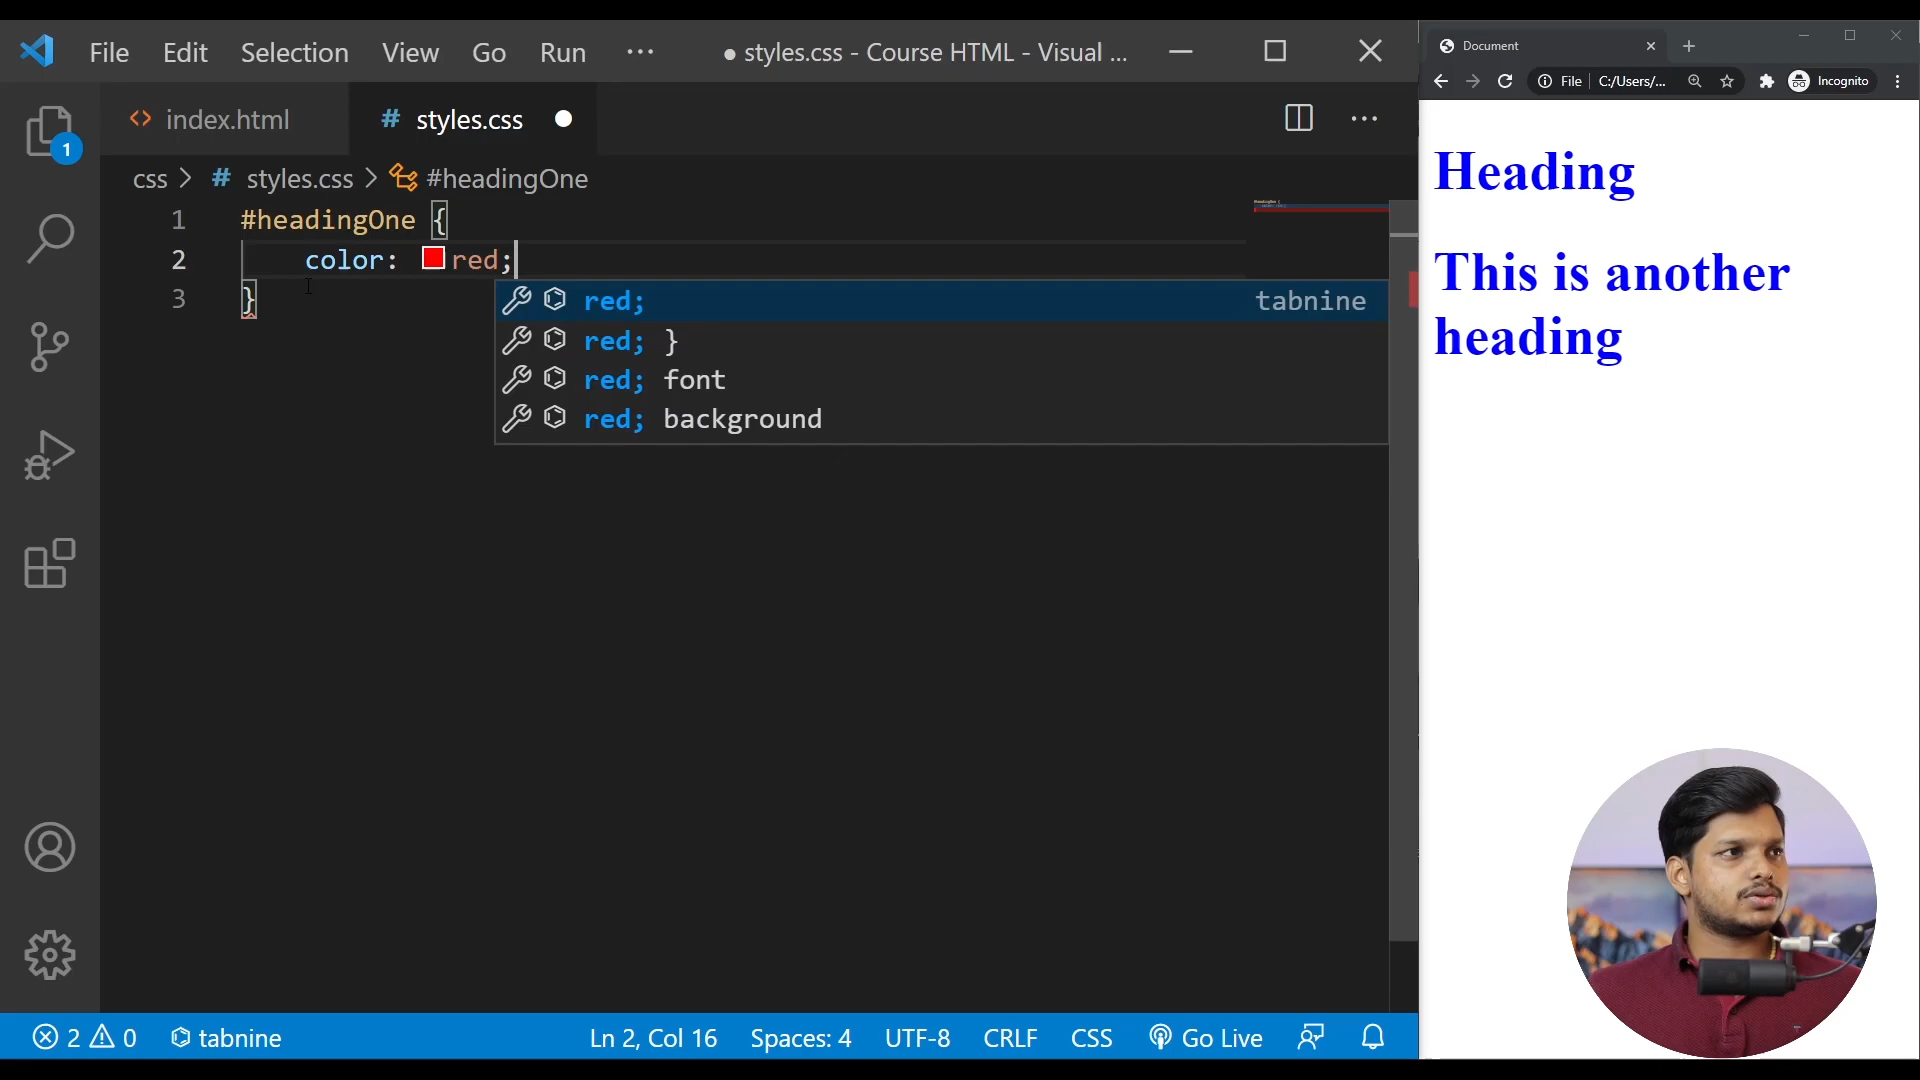 File Edit Selection View Go Run ··· ● styles.css - Course HTML - Visual ...
Document
File C:/Users/... Incognito
1
<> index.html # styles.css ●
css > # styles.css > #headingOne
1 #headingOne {
2 color: red;
3 }
red; tabnine
red; }
red; font
red; background
Heading
This is another
heading
2 0 tabnine Ln 2, Col 16 Spaces: 4 UTF-8 CRLF CSS Go Live